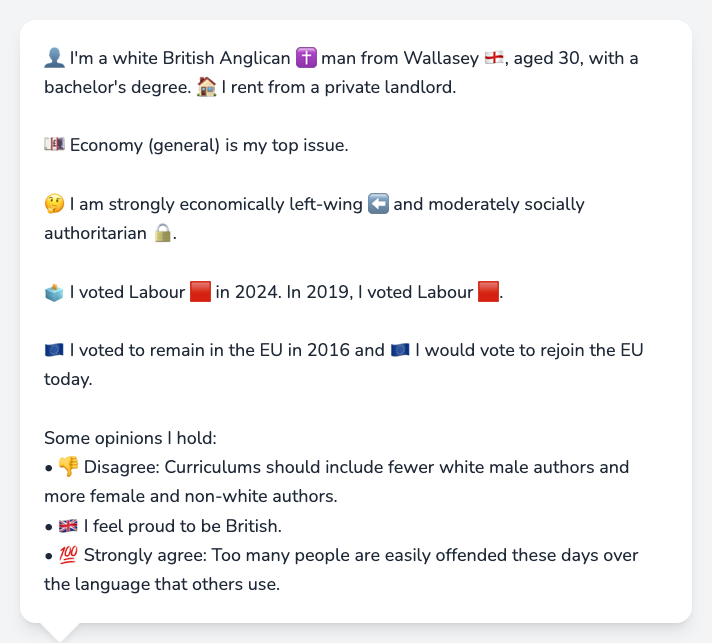 👤 I'm a white British Anglican ✝️ man from Wallasey 🏴󠁧󠁢󠁥󠁮󠁧󠁿, aged 30, with a
bachelor's degree. 🏠 I rent from a private landlord.
💷 Economy (general) is my top issue.
🤔 I am strongly economically left-wing ⬅️ and moderately socially
authoritarian 🔒.
🗳️ I voted Labour 🟥 in 2024. In 2019, I voted Labour 🟥.
🇪🇺 I voted to remain in the EU in 2016 and 🇪🇺 I would vote to rejoin the EU
today.
Some opinions I hold:
• 👎 Disagree: Curriculums should include fewer white male authors and
more female and non-white authors.
• 🇬🇧 I feel proud to be British.
• 💯 Strongly agree: Too many people are easily offended these days over
the language that others use.